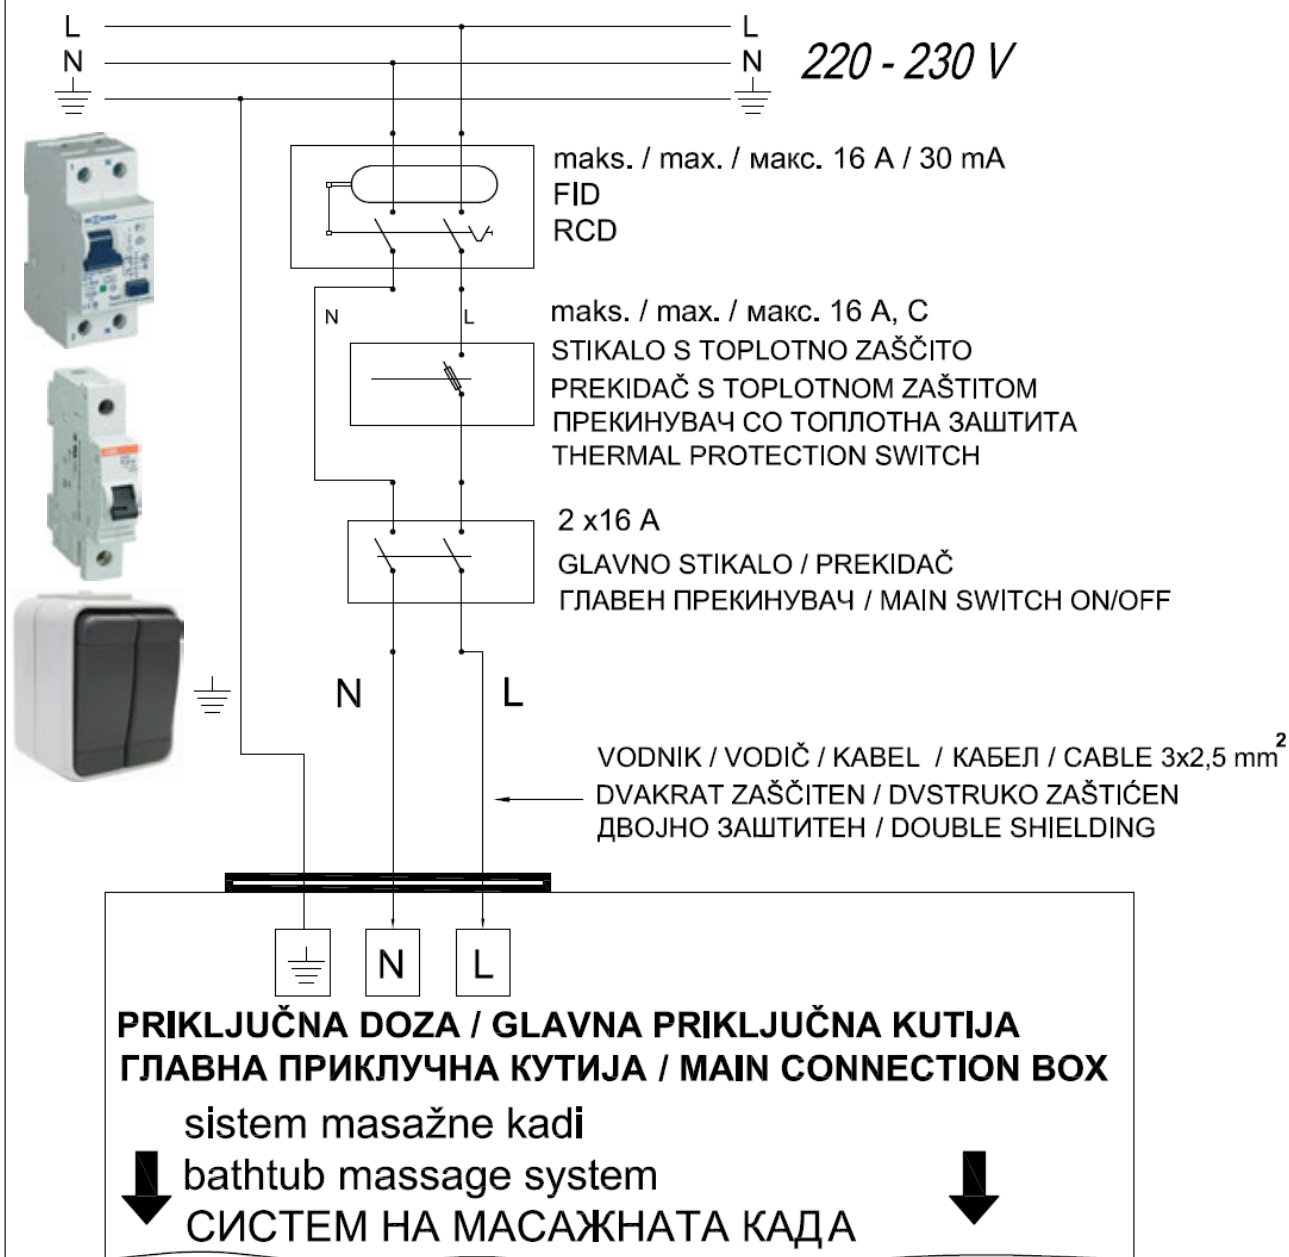 L L
N N 220 - 230 V
maks. / max. / макс. 16 A / 30 mA
FID
RCD
N L
maks. / max. / макс. 16 A, C
STIKALO S TOPLOTNO ZAŠČITO
PREKIDAČ S TOPLOTNOM ZAŠTITOM
ПРЕКИНУВАЧ СО ТОПЛОТНА ЗАШТИТА
THERMAL PROTECTION SWITCH
2 x16 A
GLAVNO STIKALO / PREKIDAČ
ГЛАВЕН ПРЕКИНУВАЧ / MAIN SWITCH ON/OFF
N L
VODNIK / VODIČ / KABEL / КАБЕЛ / CABLE 3x2,5 mm²
DVAKRAT ZAŠČITEN / DVSTRUKO ZAŠTIĆEN
ДВОЈНО ЗАШТИТЕН / DOUBLE SHIELDING
N L
PRIKLJUČNA DOZA / GLAVNA PRIKLJUČNA KUTIJA
ГЛАВНА ПРИКЛУЧНА КУТИЈА / MAIN CONNECTION BOX
sistem masažne kadi
bathtub massage system
СИСТЕМ НА МАСАЖНАТА КАДА